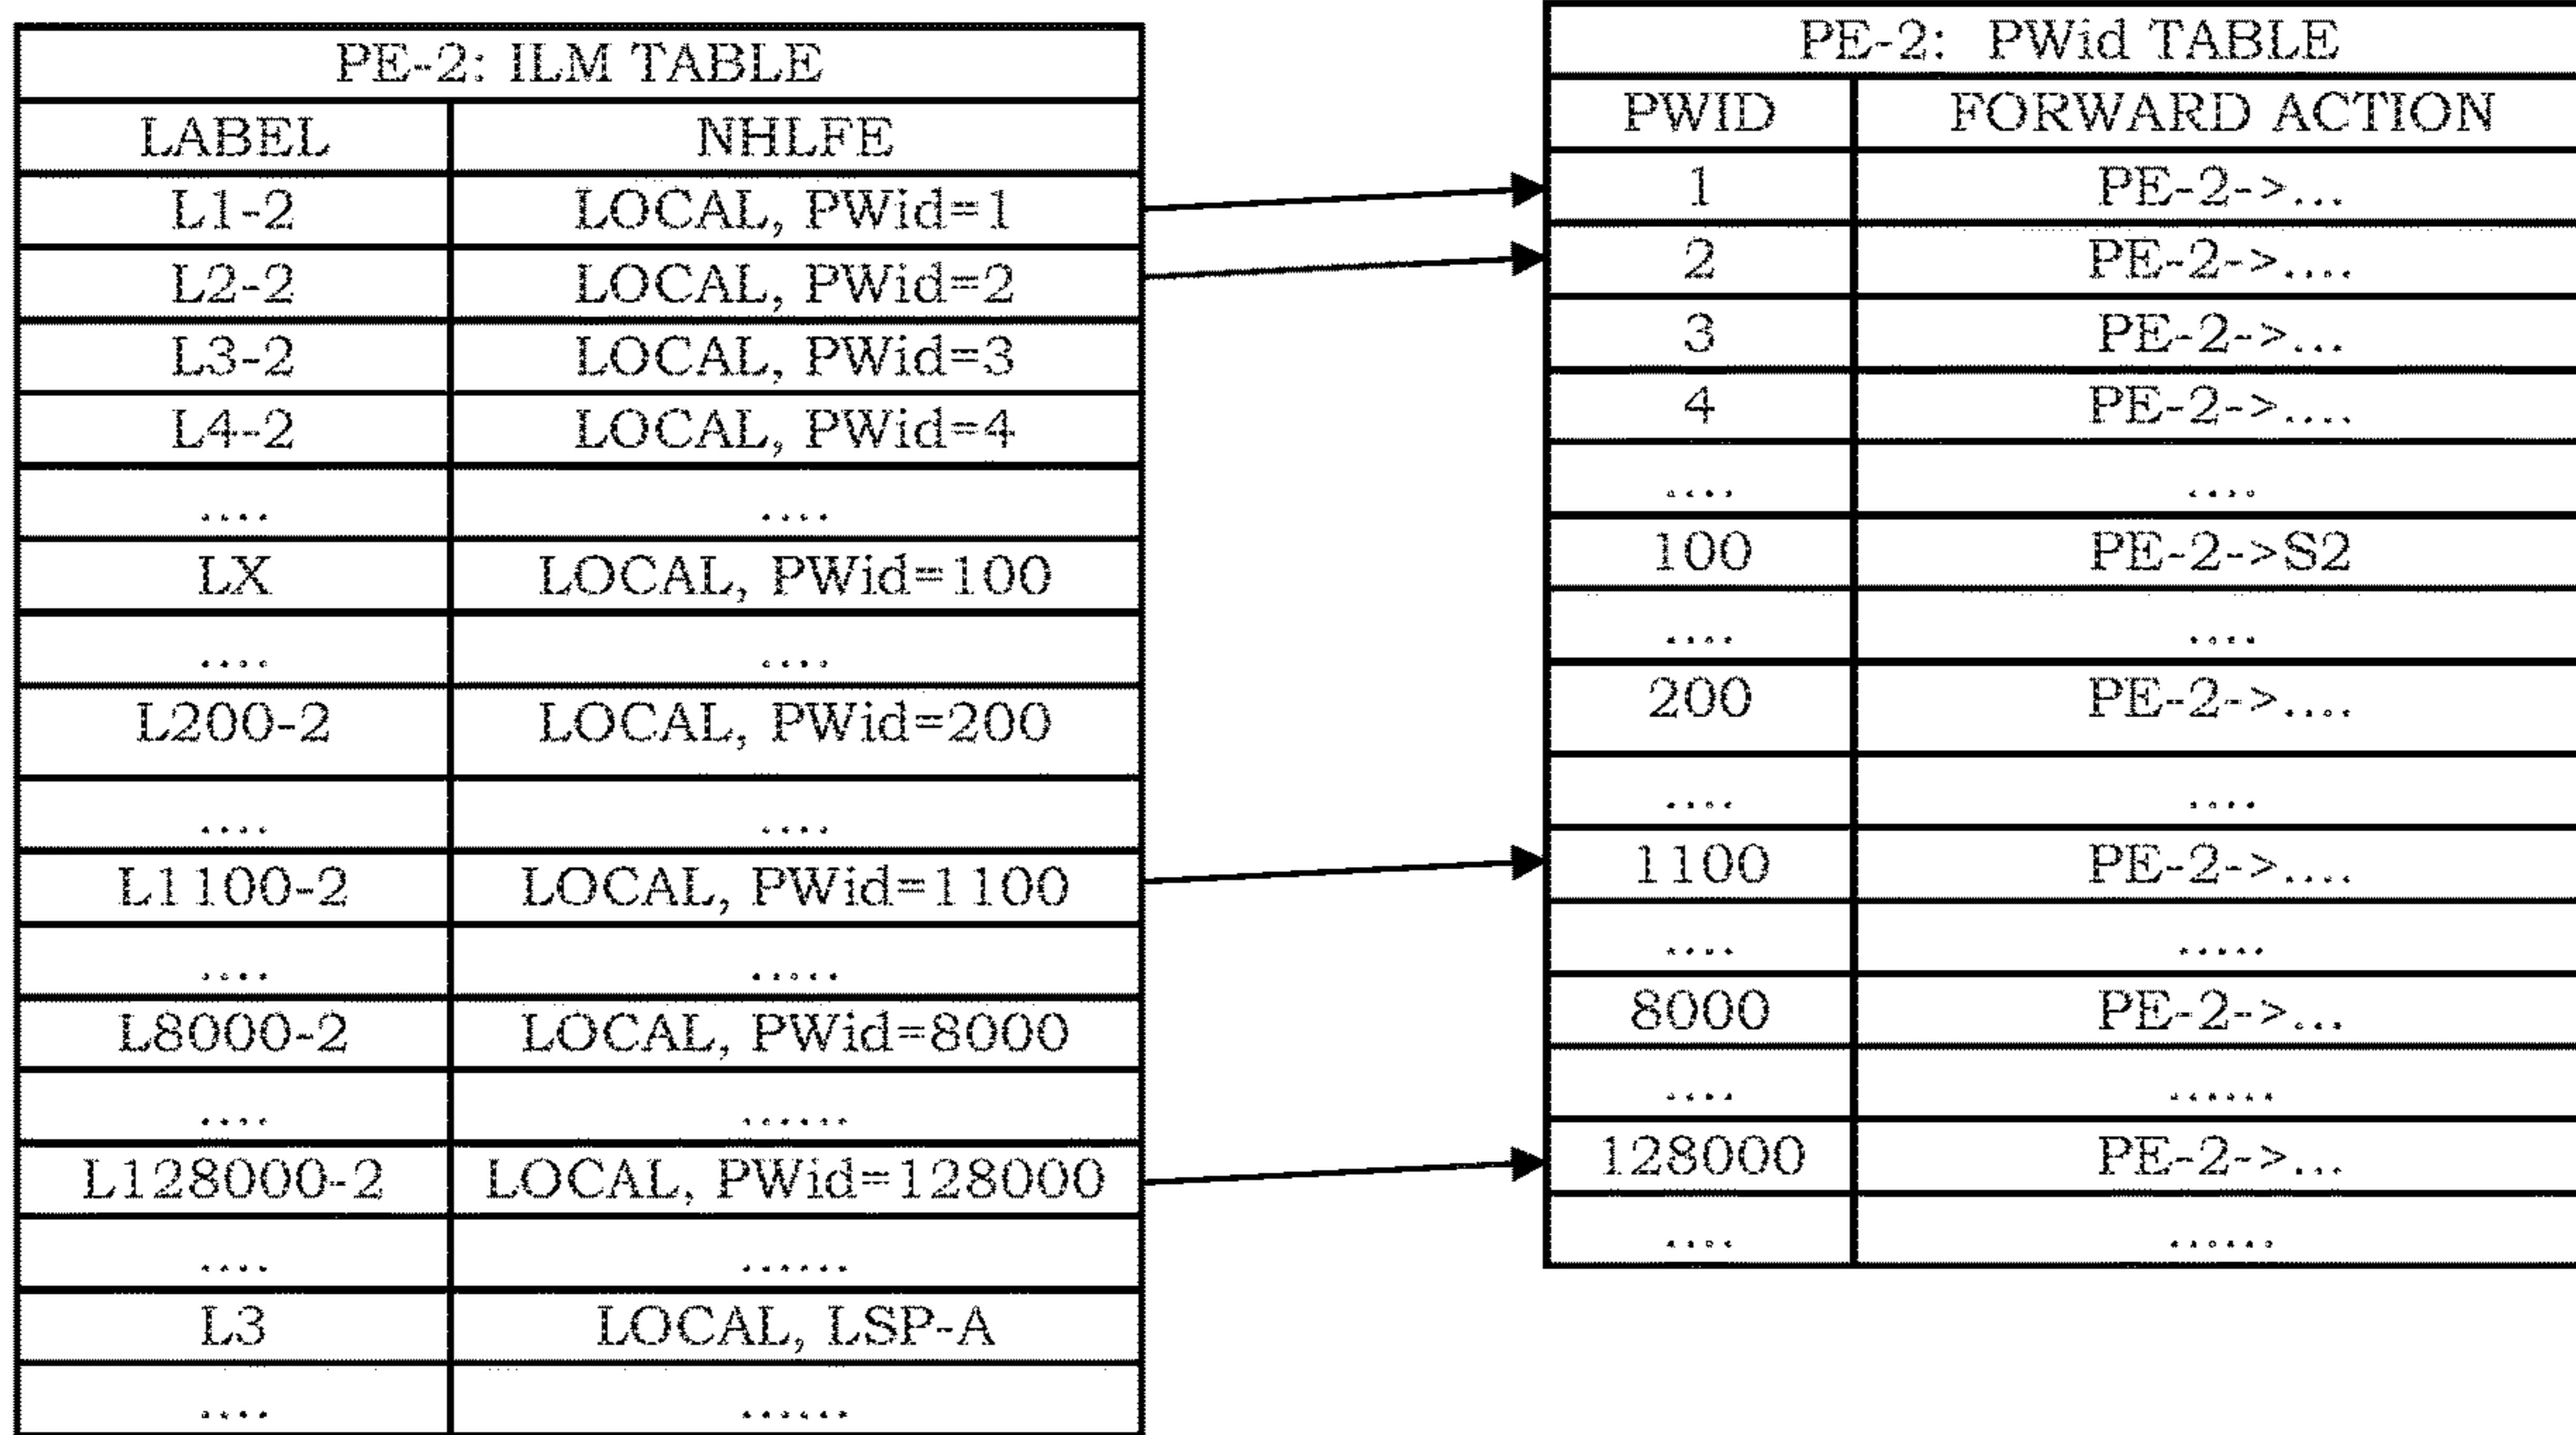 PE-2: ILM TABLE
LABEL NHLFE
L1-2 LOCAL, PWid=1
L2-2 LOCAL, PWid=2
L3-2 LOCAL, PWid=3
L4-2 LOCAL, PWid=4
.... ....
LX LOCAL, PWid=100
.... ....
L200-2 LOCAL, PWid=200
.... ....
L1100-2 LOCAL, PWid=1100
.... .....
L8000-2 LOCAL, PWid=8000
.... ......
L128000-2 LOCAL, PWid=128000
.... ......
L3 LOCAL, LSP-A
.... ......
PE-2: PWid TABLE
PWID FORWARD ACTION
1 PE-2->...
2 PE-2->....
3 PE-2->...
4 PE-2->....
.... ....
100 PE-2->S2
.... ....
200 PE-2->....
.... ....
1100 PE-2->....
.... .....
8000 PE-2->...
.... ......
128000 PE-2->...
.... ......